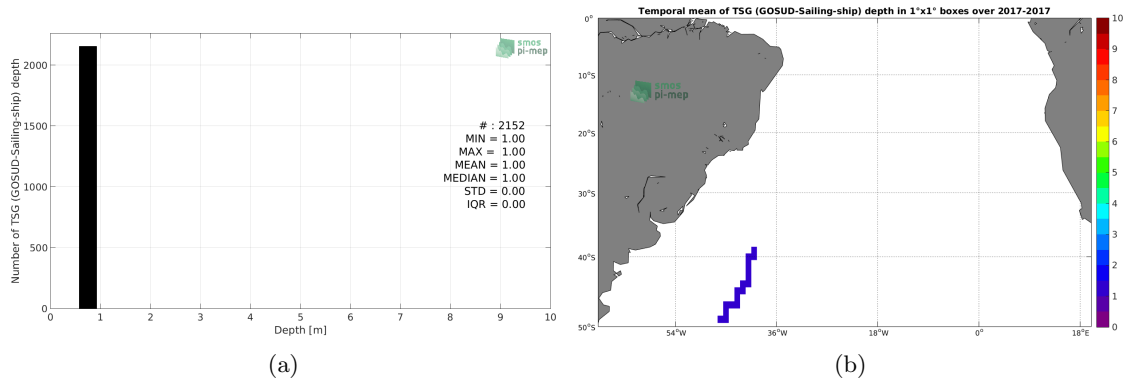 Number of TSG (GOSUD-Sailing-ship) depth
2000
1500
1000
500
0
smos
pi-mep
# : 2152
MIN = 1.00
MAX = 1.00
MEAN = 1.00
MEDIAN = 1.00
STD = 0.00
IQR = 0.00
0 1 2 3 4 5 6 7 8 9 10
Depth [m]
(a)
Temporal mean of TSG (GOSUD-Sailing-ship) depth in 1°x1° boxes over 2017-2017
0°
10°S
20°S
30°S
40°S
50°S
smos
pi-mep
54°W 36°W 18°W 0° 18°E
10
9
8
7
6
5
4
3
2
1
0
(b)